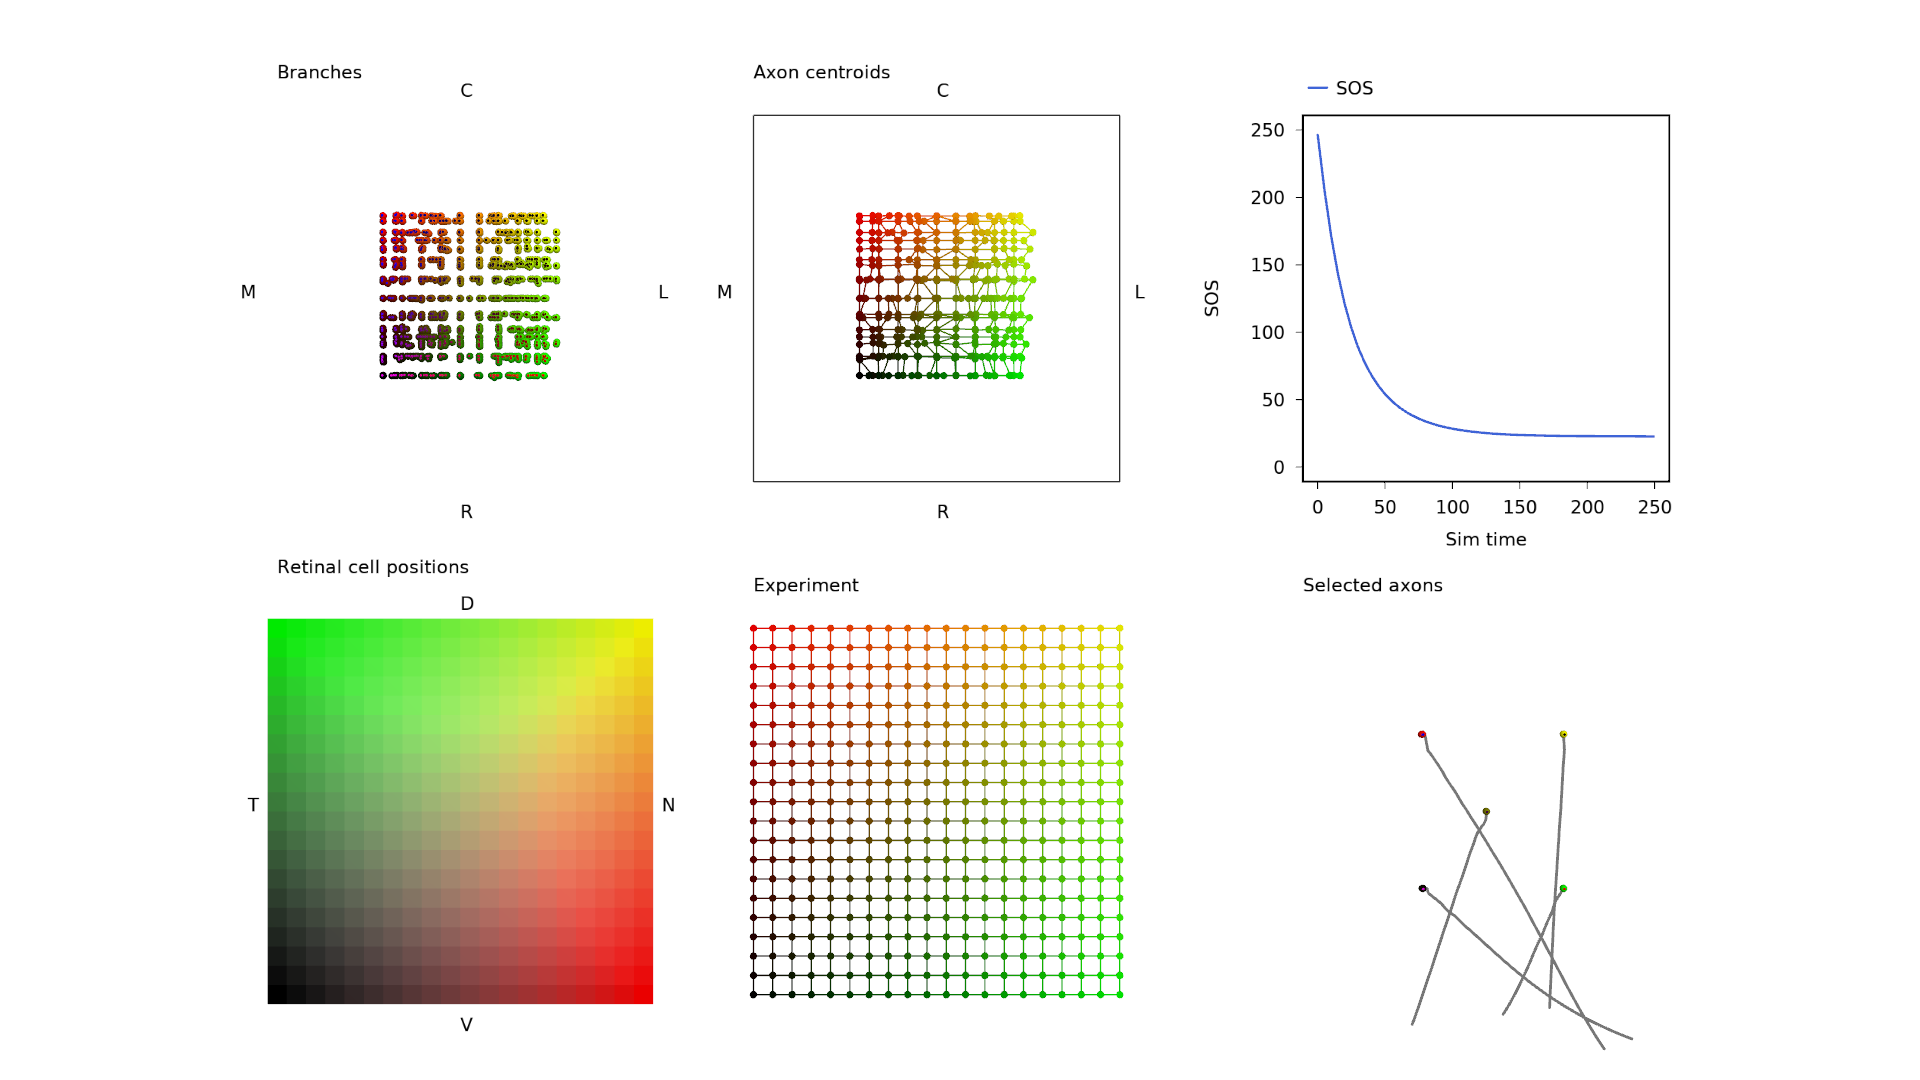 Branches
C
M
L
R
Axon centroids
C
M
L
R
SOS
250
200
150
100
50
0
SOS
0 50 100 150 200 250
Sim time
Retinal cell positions
D
T
N
V
Experiment
Selected axons